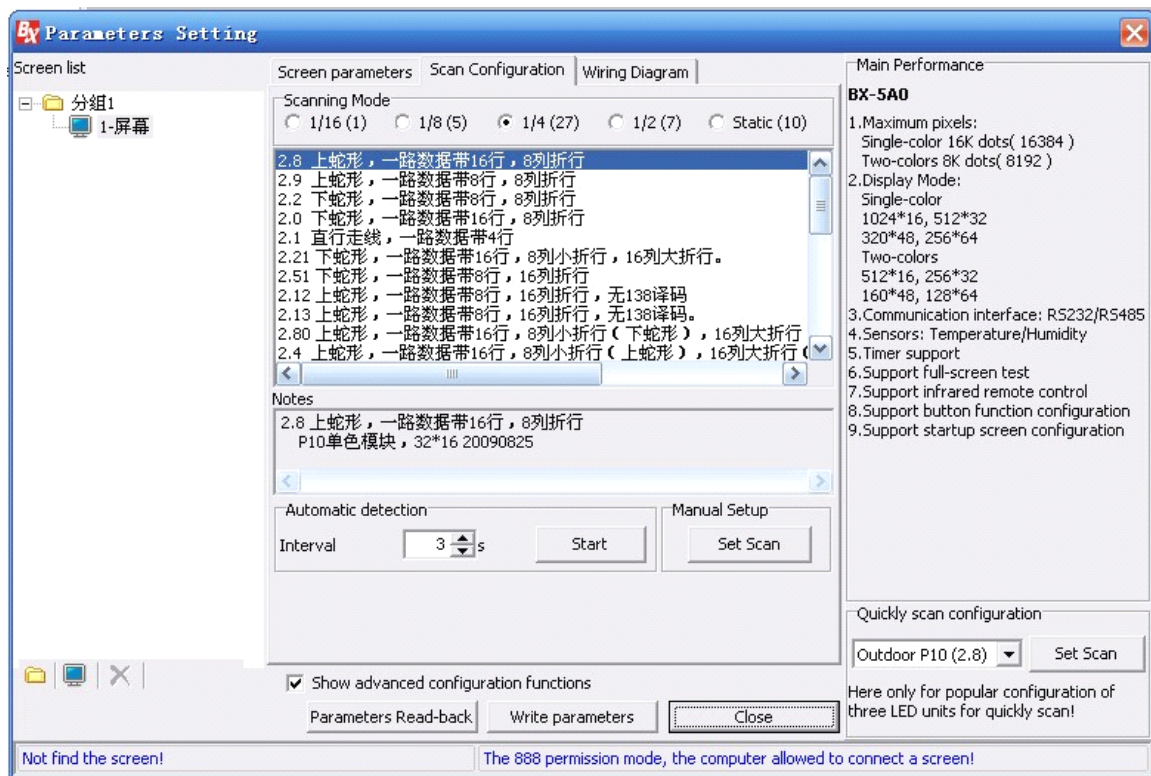 BX Parameters Setting
Screen list
分组1
1-屏幕
Screen parameters
Scan Configuration
Wiring Diagram
Scanning Mode
1/16 (1)
1/8 (5)
1/4 (27)
1/2 (7)
Static (10)
2.8 上蛇形，一路数据带16行，8列折行
2.9 上蛇形，一路数据带8行，8列折行
2.2 下蛇形，一路数据带8行，8列折行
2.0 下蛇形，一路数据带16行，8列折行
2.1 直行走线，一路数据带4行
2.21 下蛇形，一路数据带16行，8列小折行，16列大折行。
2.51 下蛇形，一路数据带8行，16列折行
2.12 上蛇形，一路数据带8行，16列折行，无138译码
2.13 上蛇形，一路数据带8行，16列折行，无138译码。
2.80 上蛇形，一路数据带16行，8列小折行（下蛇形），16列大折行
2.4 上蛇形，一路数据带16行，8列小折行（上蛇形），16列大折行（
Notes
2.8 上蛇形，一路数据带16行，8列折行
P10单色模块，32*16 20090825
Automatic detection
Interval 3 s
Start
Manual Setup
Set Scan
Show advanced configuration functions
Parameters Read-back
Write parameters
Close
Main Performance
BX-5A0
1.Maximum pixels:
Single-color 16K dots( 16384 )
Two-colors 8K dots( 8192 )
2.Display Mode:
Single-color
1024*16, 512*32
320*48, 256*64
Two-colors
512*16, 256*32
160*48, 128*64
3.Communication interface: RS232/RS485
4.Sensors: Temperature/Humidity
5.Timer support
6.Support full-screen test
7.Support infrared remote control
8.Support button function configuration
9.Support startup screen configuration
Quickly scan configuration
Outdoor P10 (2.8)
Set Scan
Here only for popular configuration of
three LED units for quickly scan!
Not find the screen!
The 888 permission mode, the computer allowed to connect a screen!